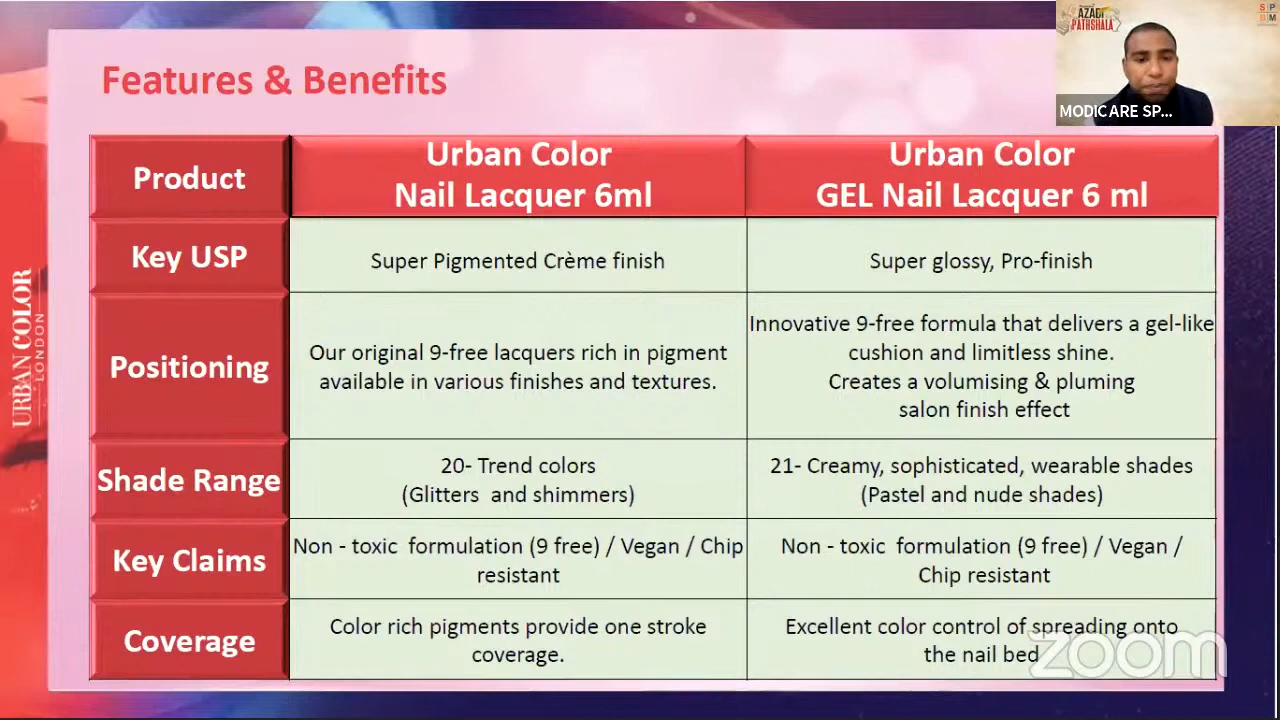 Features & Benefits
AZADI
PATHSHALA
S P
B M
MODICARE SP...
URBAN COLOR
LONDON
Product
Urban Color
Nail Lacquer 6ml
Urban Color
GEL Nail Lacquer 6 ml
Key USP
Super Pigmented Crème finish
Super glossy, Pro-finish
Positioning
Our original 9-free lacquers rich in pigment
available in various finishes and textures.
Innovative 9-free formula that delivers a gel-like
cushion and limitless shine.
Creates a volumising & pluming
salon finish effect
Shade Range
20- Trend colors
(Glitters and shimmers)
21- Creamy, sophisticated, wearable shades
(Pastel and nude shades)
Key Claims
Non - toxic formulation (9 free) / Vegan / Chip
resistant
Non - toxic formulation (9 free) / Vegan /
Chip resistant
Coverage
Color rich pigments provide one stroke
coverage.
Excellent color control of spreading onto
the nail bed
zoom